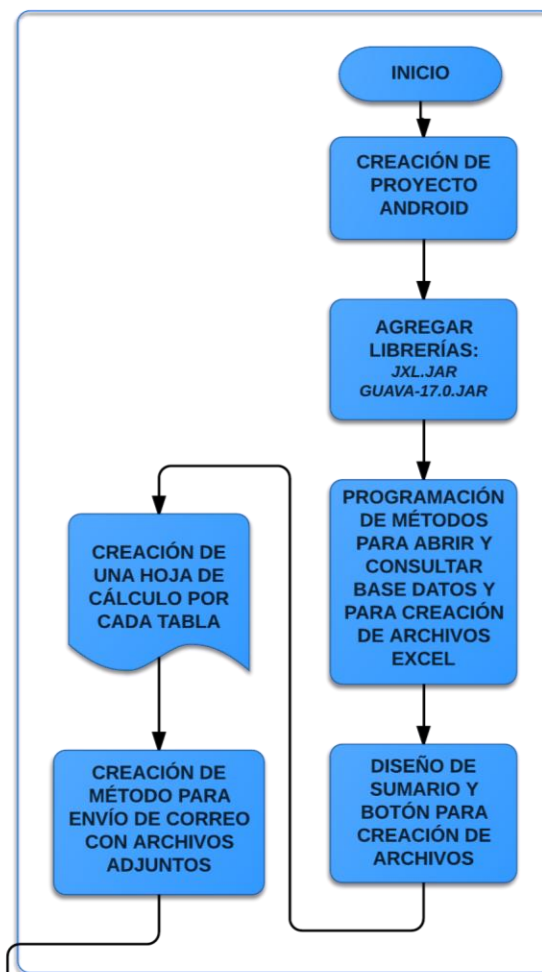 INICIO
CREACIÓN DE
PROYECTO
ANDROID
AGREGAR
LIBRERÍAS:
JXL.JAR
GUAVA-17.0.JAR
PROGRAMACIÓN
DE MÉTODOS
PARA ABRIR Y
CONSULTAR
BASE DATOS Y
PARA CREACIÓN
DE ARCHIVOS
EXCEL
DISEÑO DE
SUMARIO Y
BOTÓN PARA
CREACIÓN DE
ARCHIVOS
CREACIÓN DE
UNA HOJA DE
CÁLCULO POR
CADA TABLA
CREACIÓN DE
MÉTODO PARA
ENVÍO DE CORREO
CON ARCHIVOS
ADJUNTOS